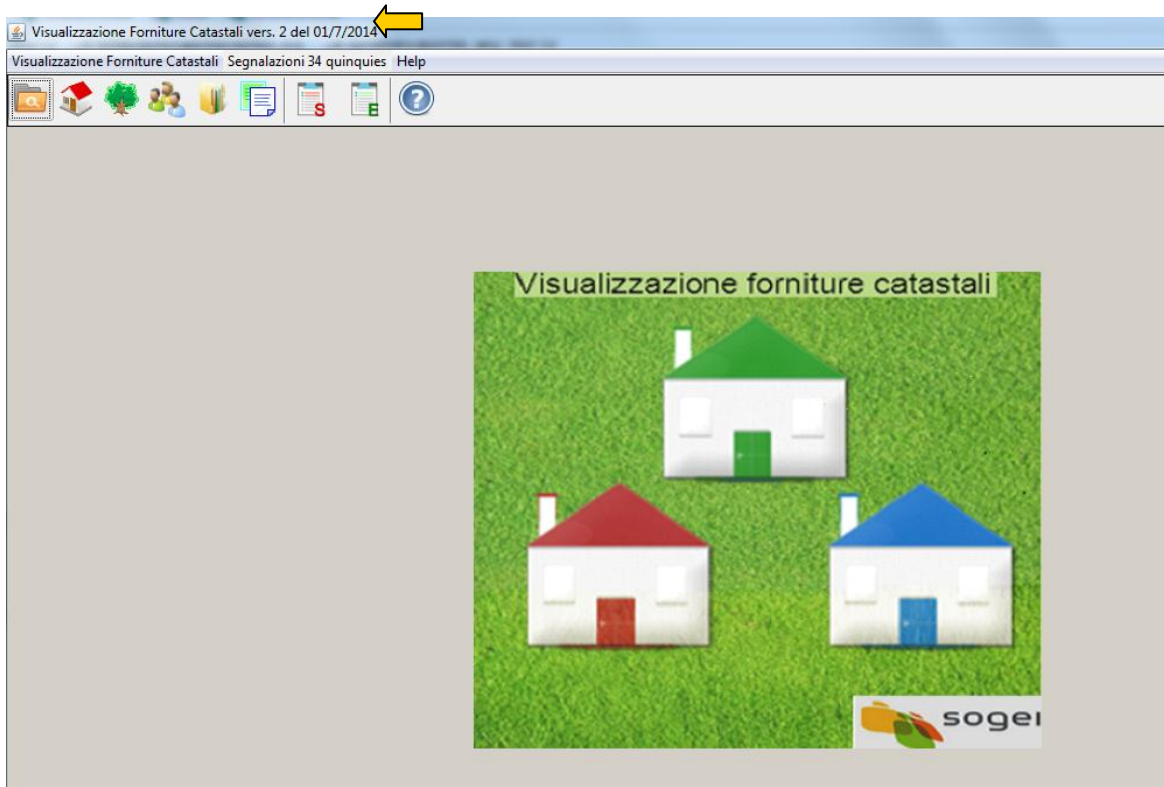 Visualizzazione Forniture Catastali vers. 2 del 01/7/2014
Visualizzazione Forniture Catastali Segnalazioni 34 quinquies Help
S E ?
Visualizzazione forniture catastali
sogei